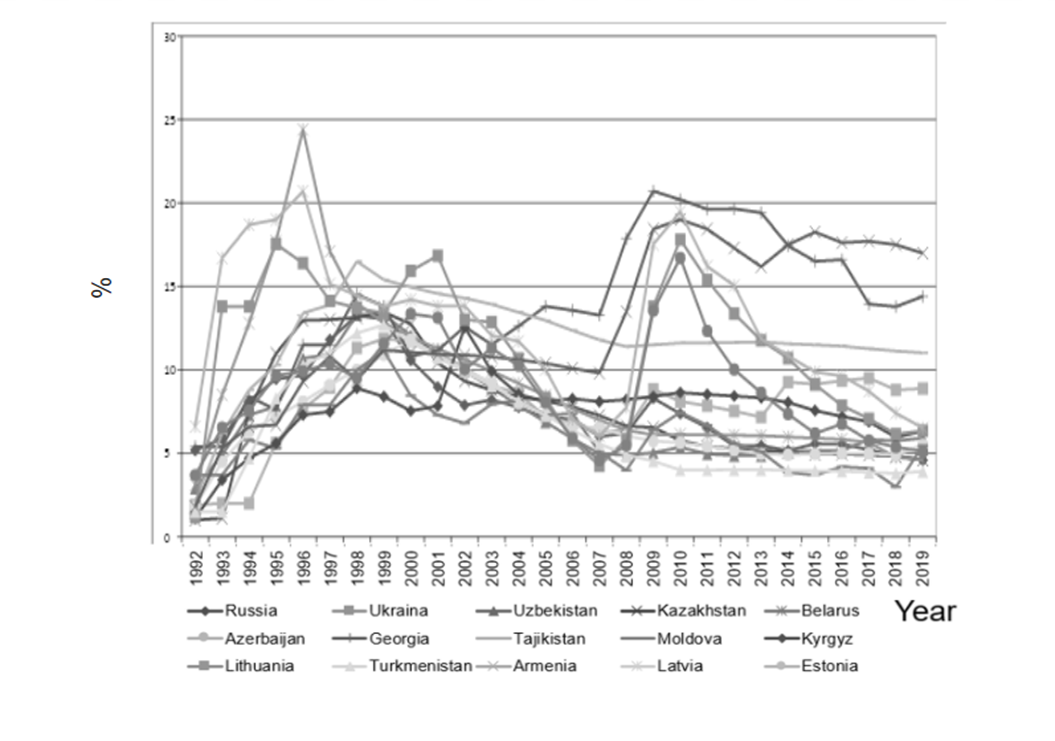 30
25
20
15
10
5
0
%
1992 1993 1994 1995 1996 1997 1998 1999 2000 2001 2002 2003 2004 2005 2006 2007 2008 2009 2010 2011 2012 2013 2014 2015 2016 2017 2018 2019
Year
Russia Ukraina Uzbekistan Kazakhstan Belarus
Azerbaijan Georgia Tajikistan Moldova Kyrgyz
Lithuania Turkmenistan Armenia Latvia Estonia